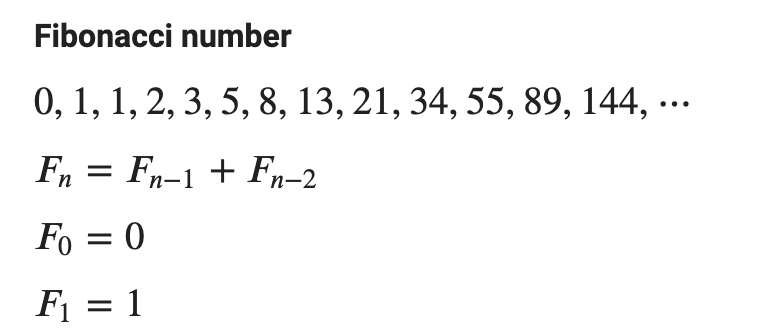 Fibonacci number
0, 1, 1, 2, 3, 5, 8, 13, 21, 34, 55, 89, 144, ⋯
Fₙ = Fₙ₋₁ + Fₙ₋₂
F₀ = 0
F₁ = 1